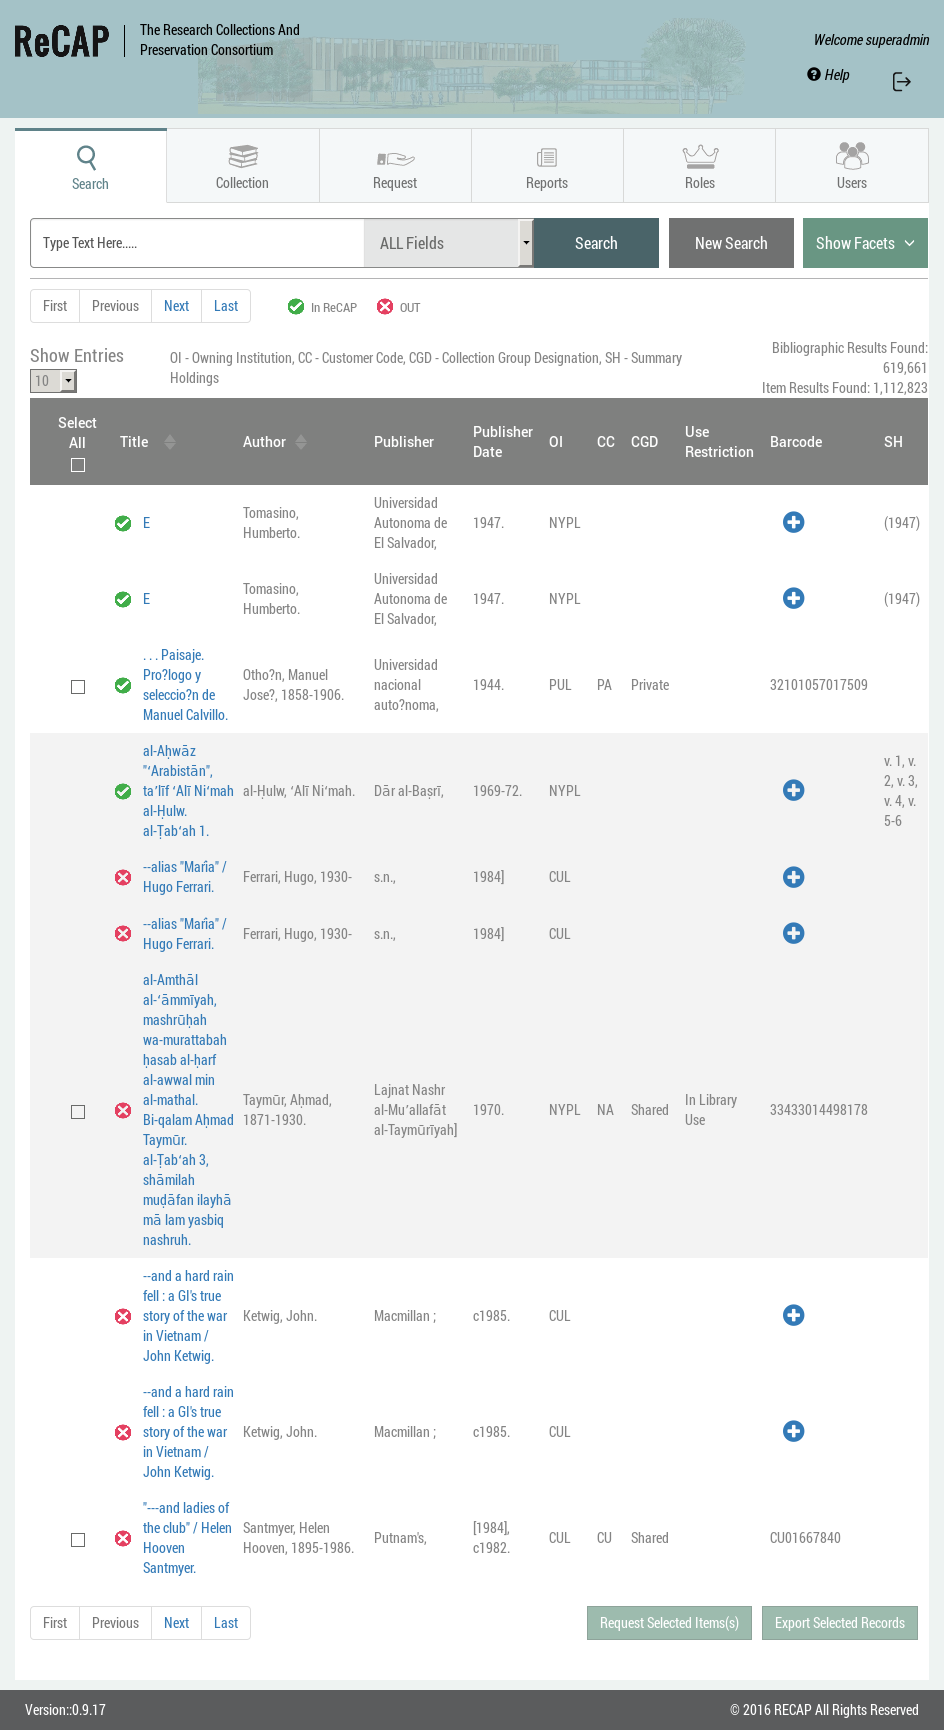 ReCAP
The Research Collections And
Preservation Consortium
Welcome superadmin
Help
Search
Collection
Request
Reports
Roles
Users
Type Text Here.....
ALL Fields
Search
New Search
Show Facets
First Previous Next Last
In ReCAP
OUT
Show Entries
10
OI - Owning Institution, CC - Customer Code, CGD - Collection Group Designation, SH - Summary
Holdings
Bibliographic Results Found:
619,661
Item Results Found: 1,112,823
Select
All
Title
Author
Publisher
Publisher
Date
OI
CC
CGD
Use
Restriction
Barcode
SH
E
Tomasino,
Humberto.
Universidad
Autonoma de
El Salvador,
1947.
NYPL
(1947)
E
Tomasino,
Humberto.
Universidad
Autonoma de
El Salvador,
1947.
NYPL
(1947)
. . . Paisaje.
Pro?logo y
seleccio?n de
Manuel Calvillo.
Otho?n, Manuel
Jose?, 1858-1906.
Universidad
nacional
auto?noma,
1944.
PUL
PA
Private
32101057017509
al-Aḥwāz
"ʻArabistān",
taʼlīf ʻAlī Niʻmah
al-Ḥulw.
al-Ṭabʻah 1.
al-Ḥulw, ʻAlī Niʻmah.
Dār al-Baṣrī,
1969-72.
NYPL
v. 1, v.
2, v. 3,
v. 4, v.
5-6
--alias "María" /
Hugo Ferrari.
Ferrari, Hugo, 1930-
s.n.,
1984]
CUL
--alias "María" /
Hugo Ferrari.
Ferrari, Hugo, 1930-
s.n.,
1984]
CUL
al-Amthāl
al-ʻāmmīyah,
mashrūḥah
wa-murattabah
ḥasab al-ḥarf
al-awwal min
al-mathal.
Bi-qalam Aḥmad
Taymūr.
al-Ṭabʻah 3,
shāmilah
muḍāfan ilayhā
mā lam yasbiq
nashruh.
Taymūr, Aḥmad,
1871-1930.
Lajnat Nashr
al-Muʼallafāt
al-Taymūrīyah]
1970.
NYPL
NA
Shared
In Library
Use
33433014498178
--and a hard rain
fell : a GI's true
story of the war
in Vietnam /
John Ketwig.
Ketwig, John.
Macmillan ;
c1985.
CUL
--and a hard rain
fell : a GI's true
story of the war
in Vietnam /
John Ketwig.
Ketwig, John.
Macmillan ;
c1985.
CUL
"---and ladies of
the club" / Helen
Hooven
Santmyer.
Santmyer, Helen
Hooven, 1895-1986.
Putnam's,
[1984],
c1982.
CUL
CU
Shared
CU01667840
First Previous Next Last
Request Selected Items(s)
Export Selected Records
Version::0.9.17
© 2016 RECAP All Rights Reserved